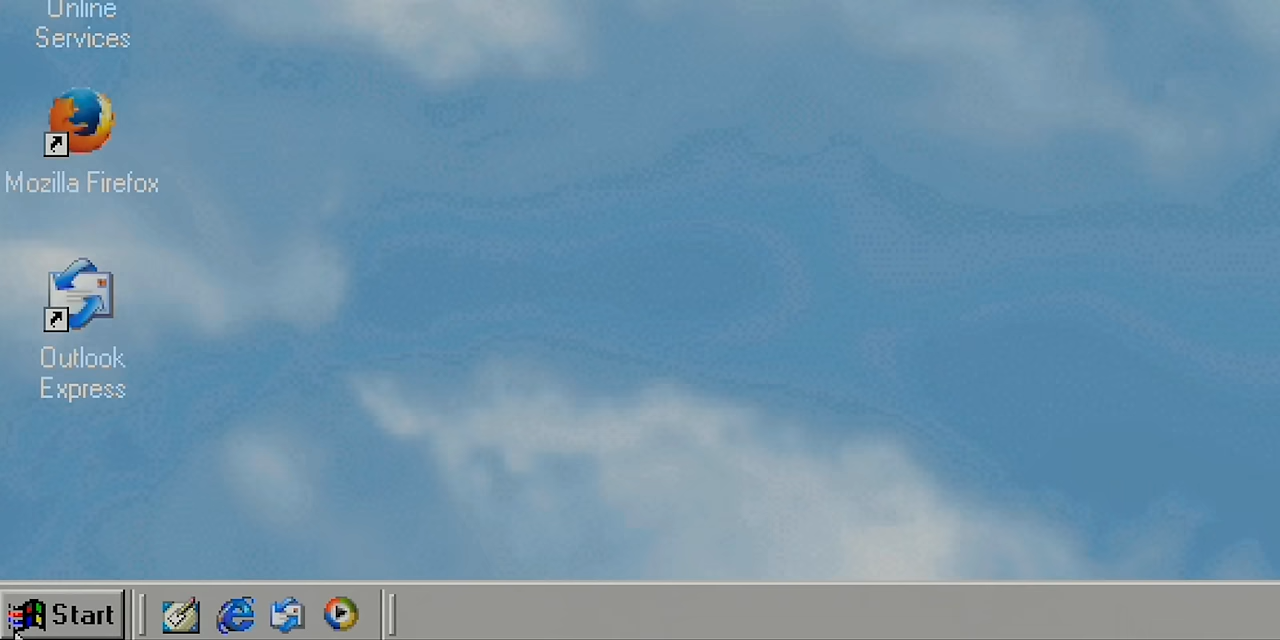 Online
Services
Mozilla Firefox
Outlook
Express
Start